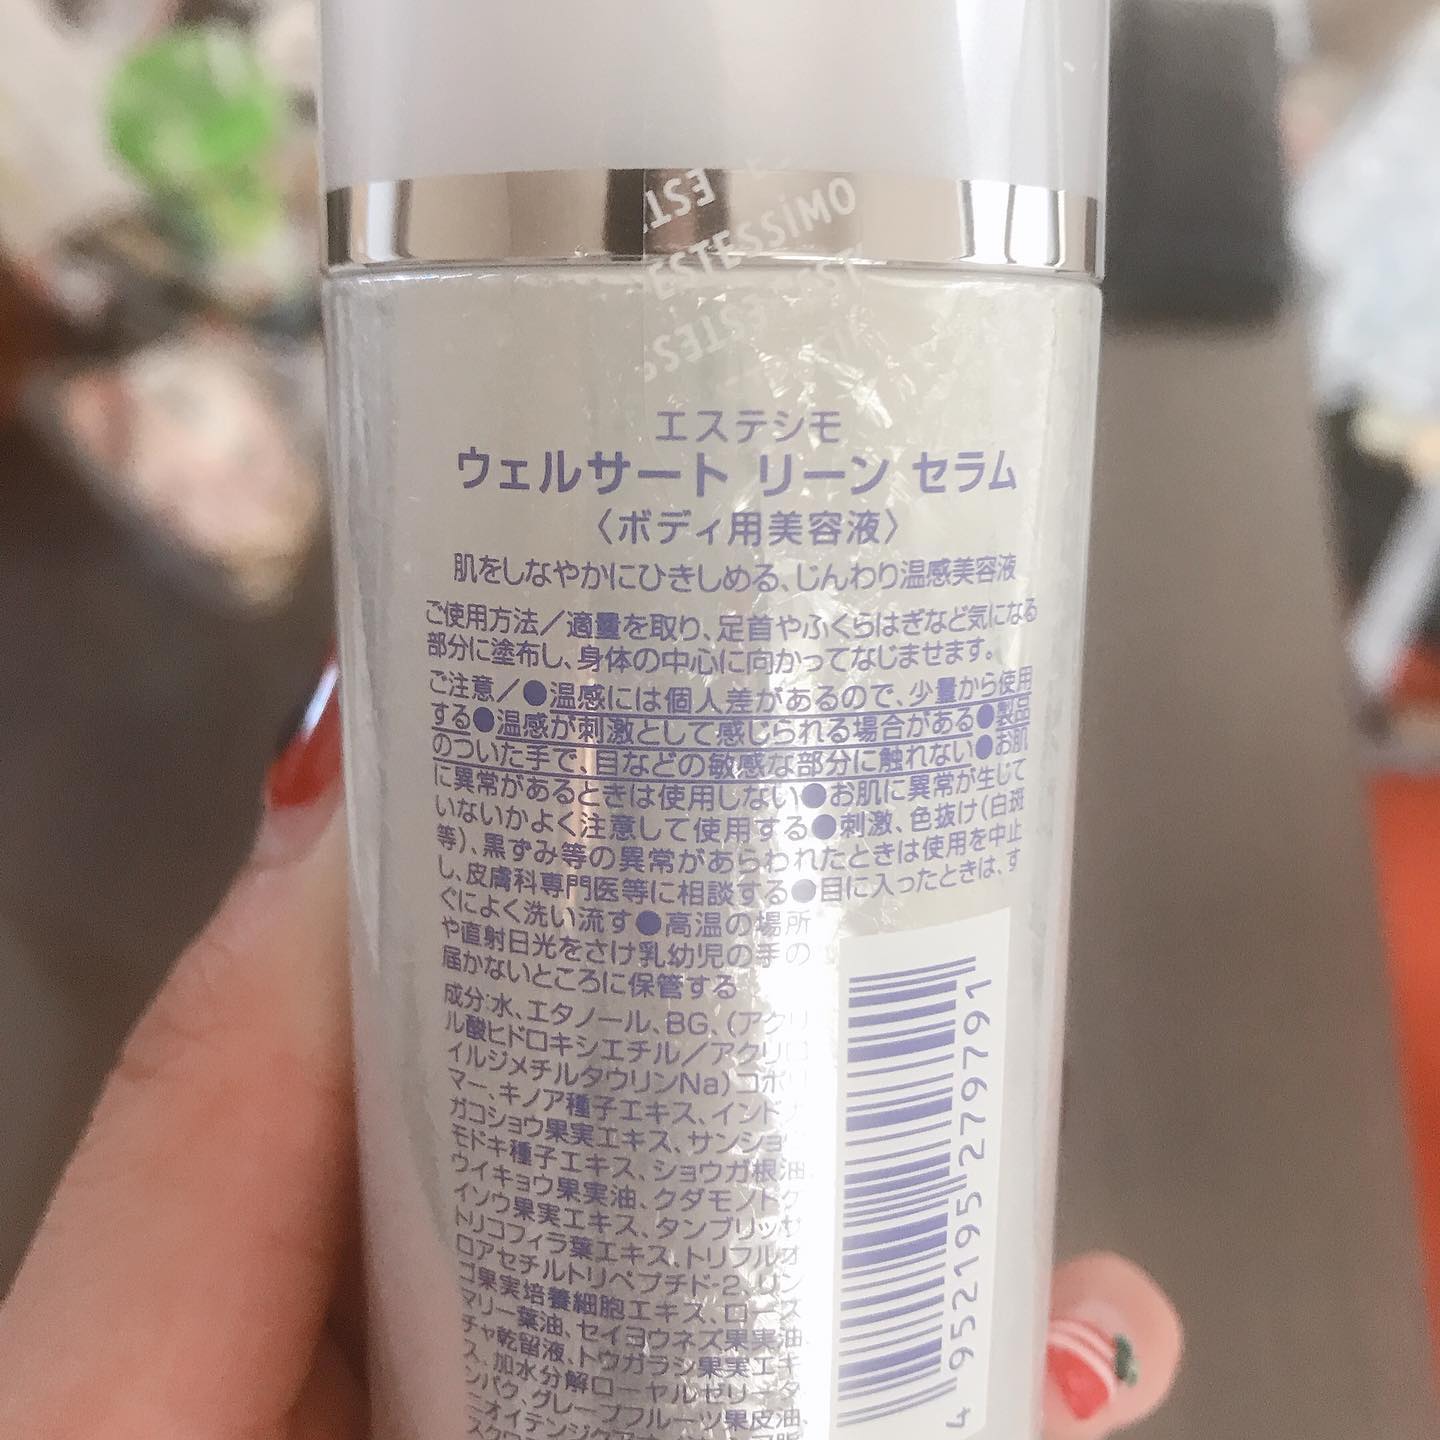 EST
ESTESSiMO
EST
ESTESS
エステシモ
ウェルサート リーン セラム
〈ボディ用美容液〉
肌をしなやかにひきしめる、じんわり温感美容液
ご使用方法／適量を取り、足首やふくらはぎなど気になる
部分に塗布し、身体の中心に向かってなじませます。
ご注意／●温感には個人差があるので、少量から使用
する●温感が刺激として感じられる場合がある●製品
のついた手で、目などの敏感な部分に触れない●お肌
に異常があるときは使用しない●お肌に異常が生じて
いないかよく注意して使用する●刺激、色抜け(白斑
等)、黒ずみ等の異常があらわれたときは使用を中止
し、皮膚科専門医等に相談する●目に入ったときは、す
ぐによく洗い流す●高温の場所
や直射日光をさけ乳幼児の手の
届かないところに保管する
成分:水、エタノール、BG、(アクリ
ル酸ヒドロキシエチル／アクリロ
イルジメチルタウリンNa)コポリ
マー、キノア種子エキス、インドナ
ガコショウ果実エキス、サンショウ
モドキ種子エキス、ショウガ根油、
ウイキョウ果実油、クダモノトケ
イソウ果実エキス、タンブリッサ
トリコフィラ葉エキス、トリフルオ
ロアセチルトリペプチド-2、リン
ゴ果実培養細胞エキス、ローズ
マリー葉油、セイヨウネズ果実油、
チャ乾留液、トウガラシ果実エキ
ス、加水分解ローヤルゼリータ
ンパク、グレープフルーツ果皮油、
4952195279791